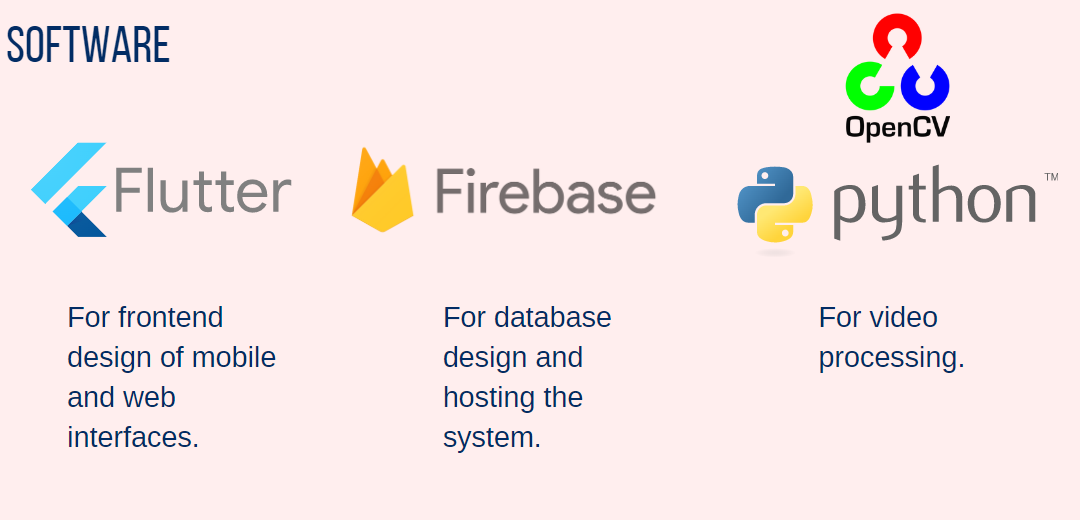 SOFTWARE
OpenCV
Flutter
Firebase
python™
For frontend
design of mobile
and web
interfaces.
For database
design and
hosting the
system.
For video
processing.